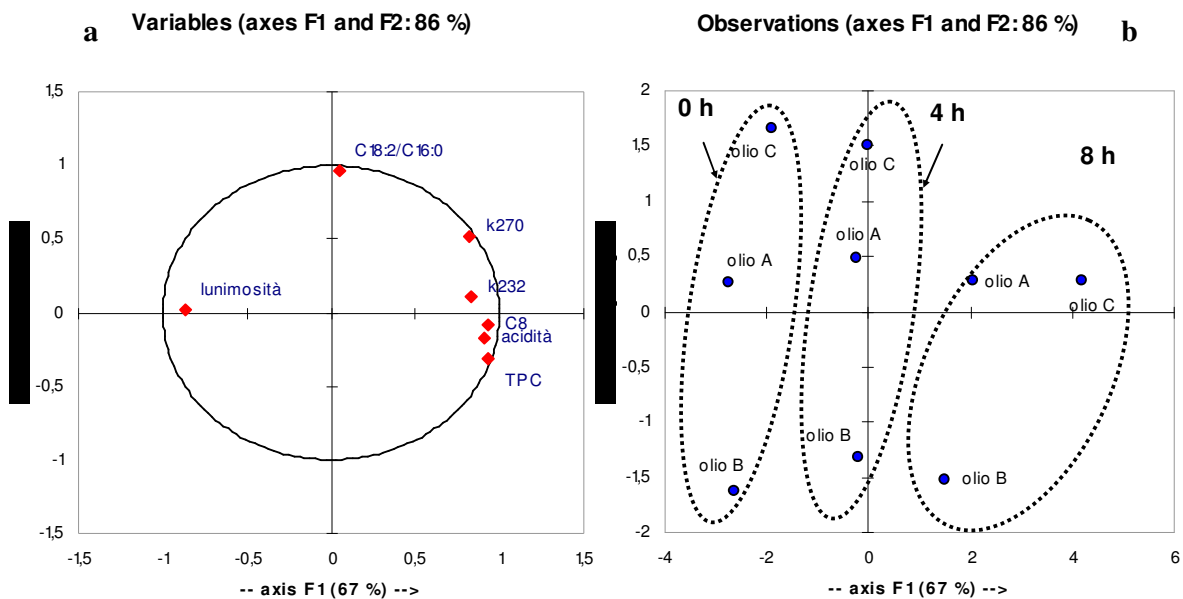 a
Variables (axes F1 and F2: 86 %)
1,5
1
0,5
0
-0,5
-1
-1,5
-1
-0,5
0
0,5
1
1,5
C18:2/C16:0
k270
k232
lunimosità
C8
acidità
TPC
-- axis F1 (67 %) -->
Observations (axes F1 and F2: 86 %)
b
2
1,5
1
0,5
0
-0,5
-1
-1,5
-2
-4
-2
0
2
4
6
0 h
4 h
8 h
olio C
olio C
olio A
olio A
olio A
olio C
olio B
olio B
olio B
-- axis F1 (67 %) -->